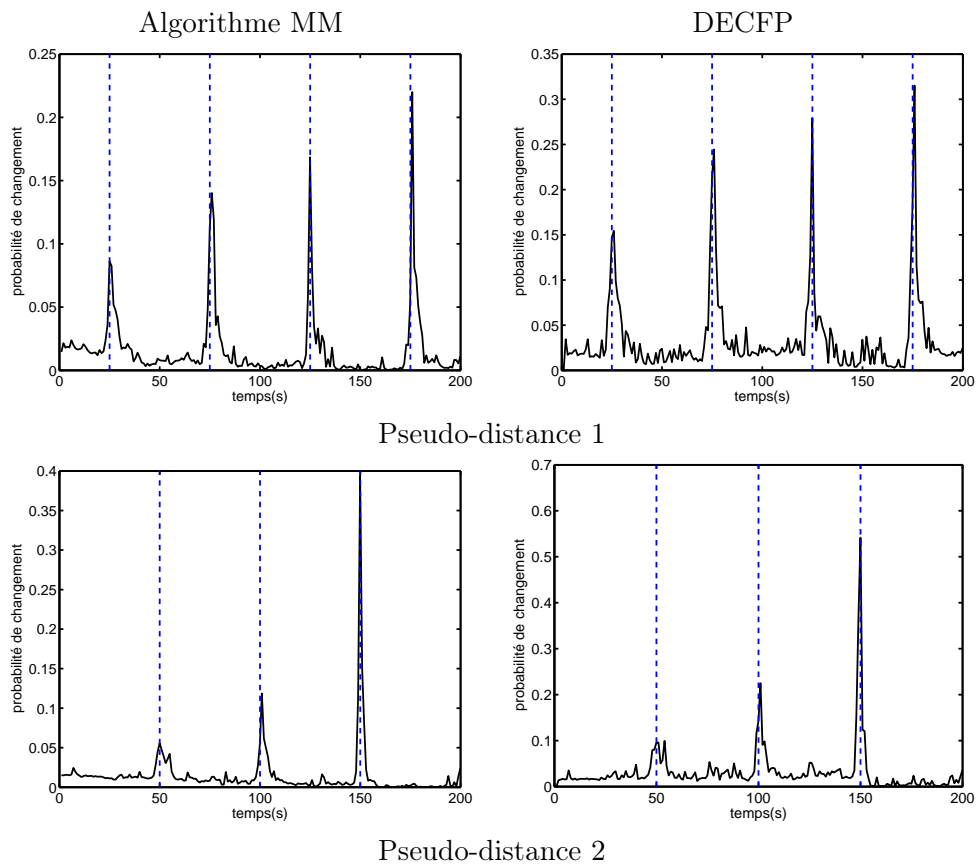 Algorithme MM
DECFP
0.25
0.2
0.15
0.1
0.05
0
probabilité de changement
0 50 100 150 200
temps(s)
0.35
0.3
0.25
0.2
0.15
0.1
0.05
0
probabilité de changement
0 50 100 150 200
temps(s)
Pseudo-distance 1
0.4
0.35
0.3
0.25
0.2
0.15
0.1
0.05
0
probabilité de changement
0 50 100 150 200
temps(s)
0.7
0.6
0.5
0.4
0.3
0.2
0.1
0
probabilité de changement
0 50 100 150 200
temps(s)
Pseudo-distance 2